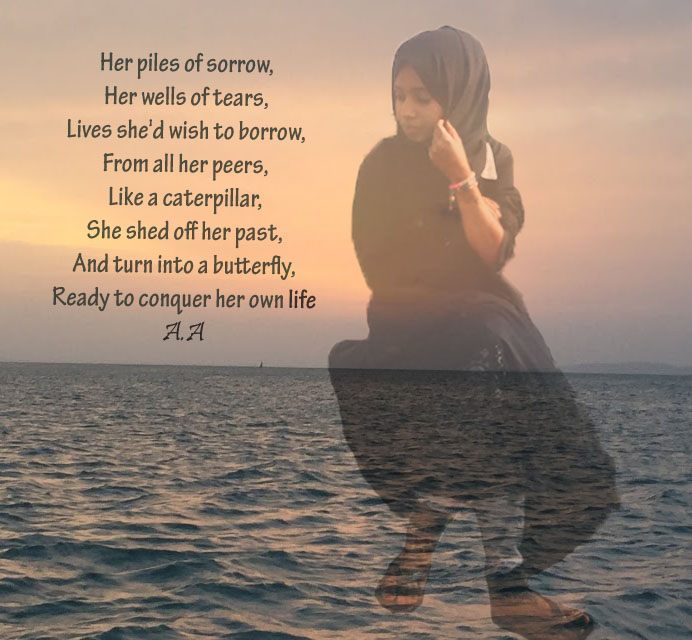 Her piles of sorrow,
Her wells of tears,
Lives she'd wish to borrow,
From all her peers,
Like a caterpillar,
She shed off her past,
And turn into a butterfly,
Ready to conquer her own life
A.A